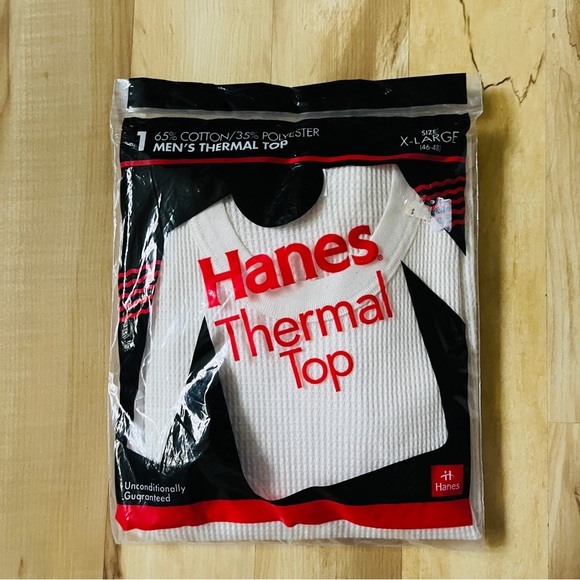 1
65% COTTON/35% POLYESTER
MEN'S THERMAL TOP
SIZE
X-LARGE
(46-48)
Hanes®
Thermal
Top
Unconditionally
Guaranteed
Hanes